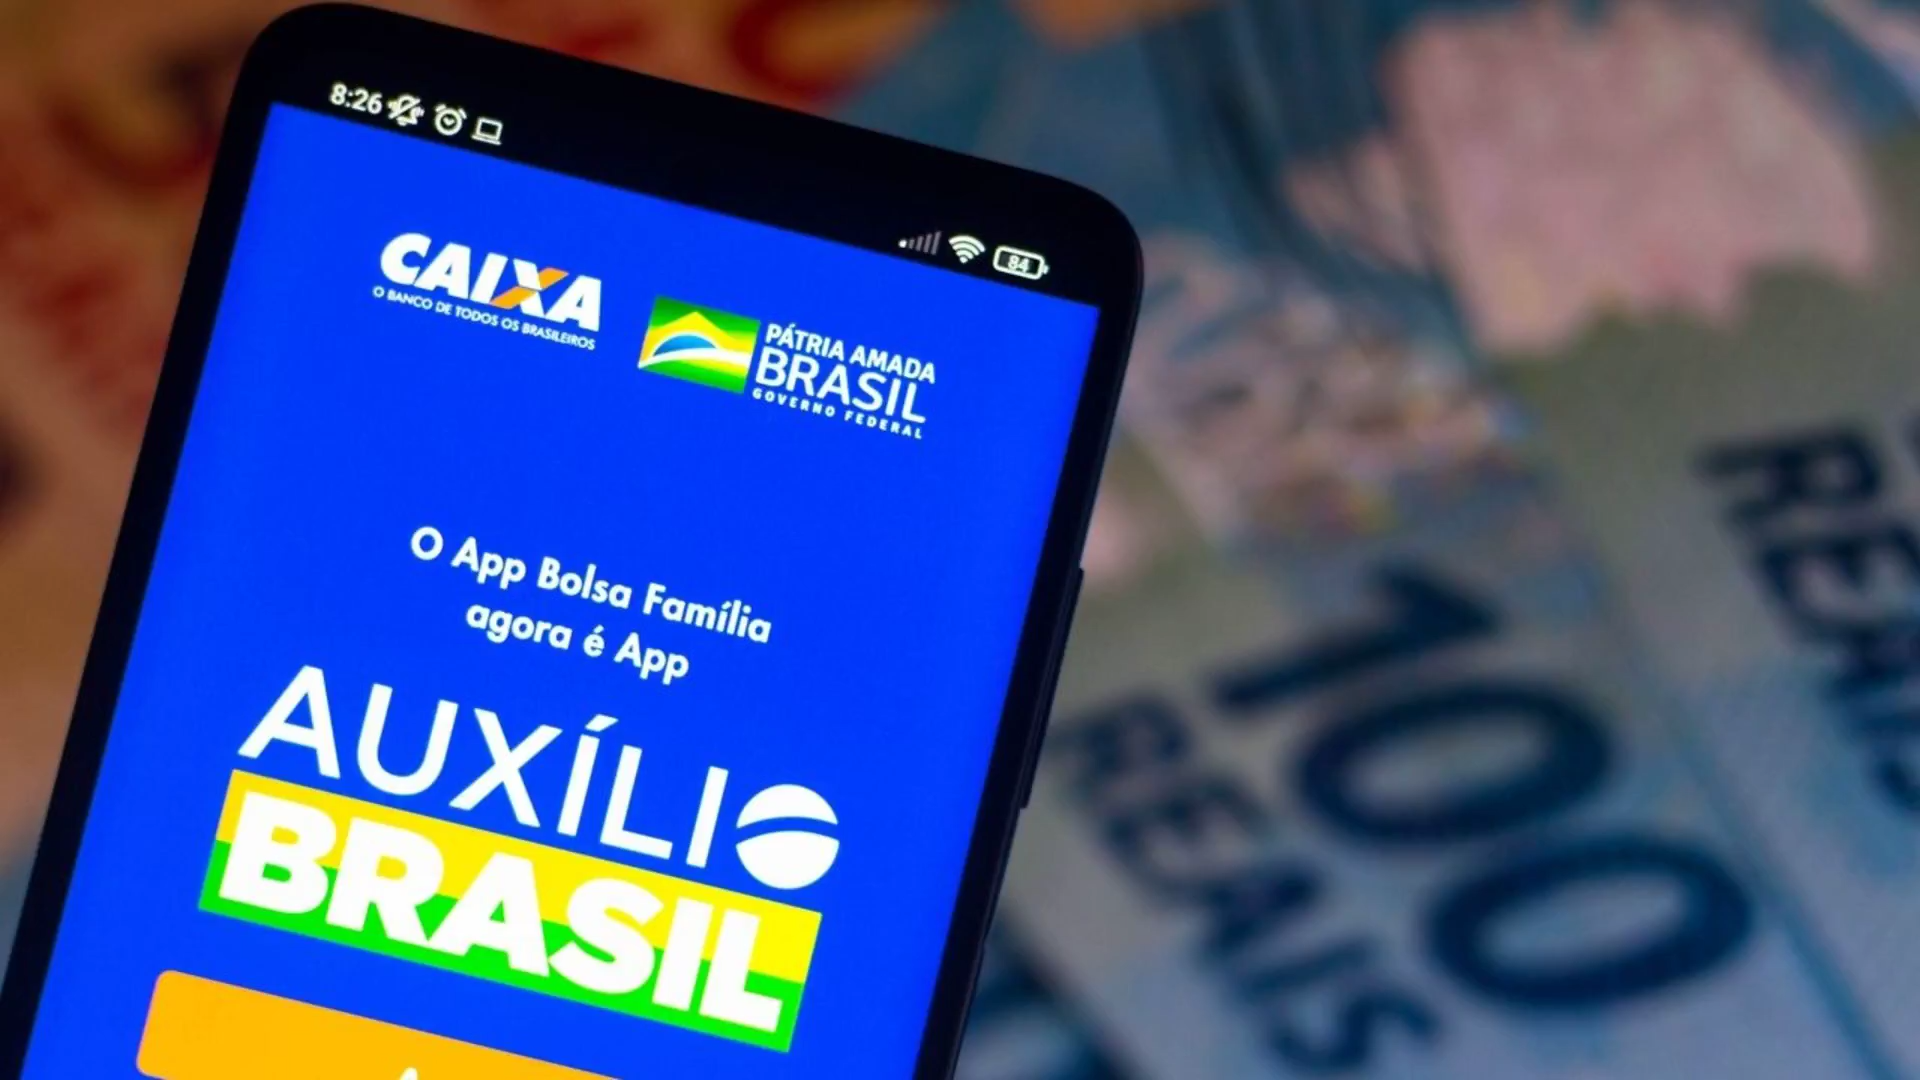 8:26
84
CAIXA
O BANCO DE TODOS OS BRASILEIROS
PÁTRIA AMADA
BRASIL
GOVERNO FEDERAL
O App Bolsa Família
agora é App
AUXÍLIO
BRASIL
100
REAIS
REAIS